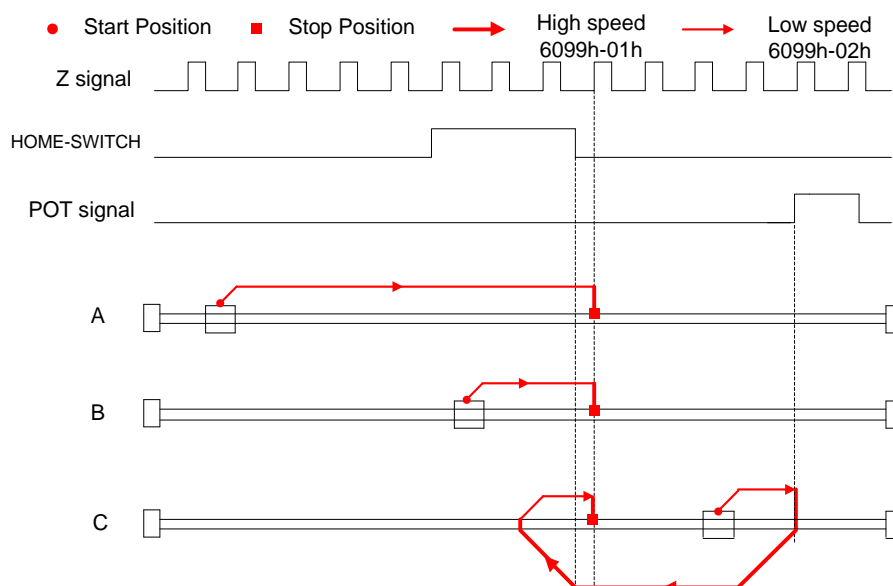 Start Position
Stop Position
High speed
6099h-01h
Low speed
6099h-02h
Z signal
HOME-SWITCH
POT signal
A
B
C